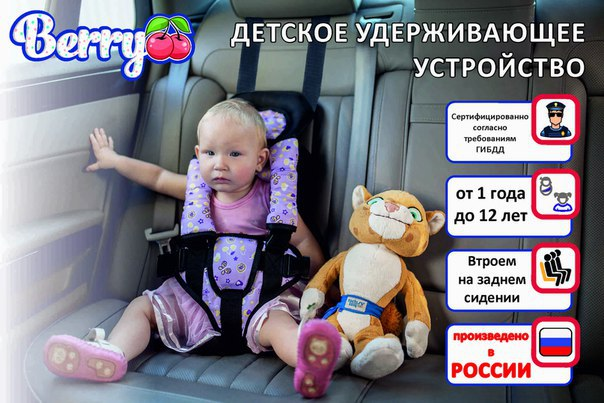 Berry
ДЕТСКОЕ УДЕРЖИВАЮЩЕЕ
УСТРОЙСТВО
Сертифицированно
согласно
требованиям
ГИБДД
от 1 года
до 12 лет
Втроем
на заднем
сидении
произведено
в
РОССИИ